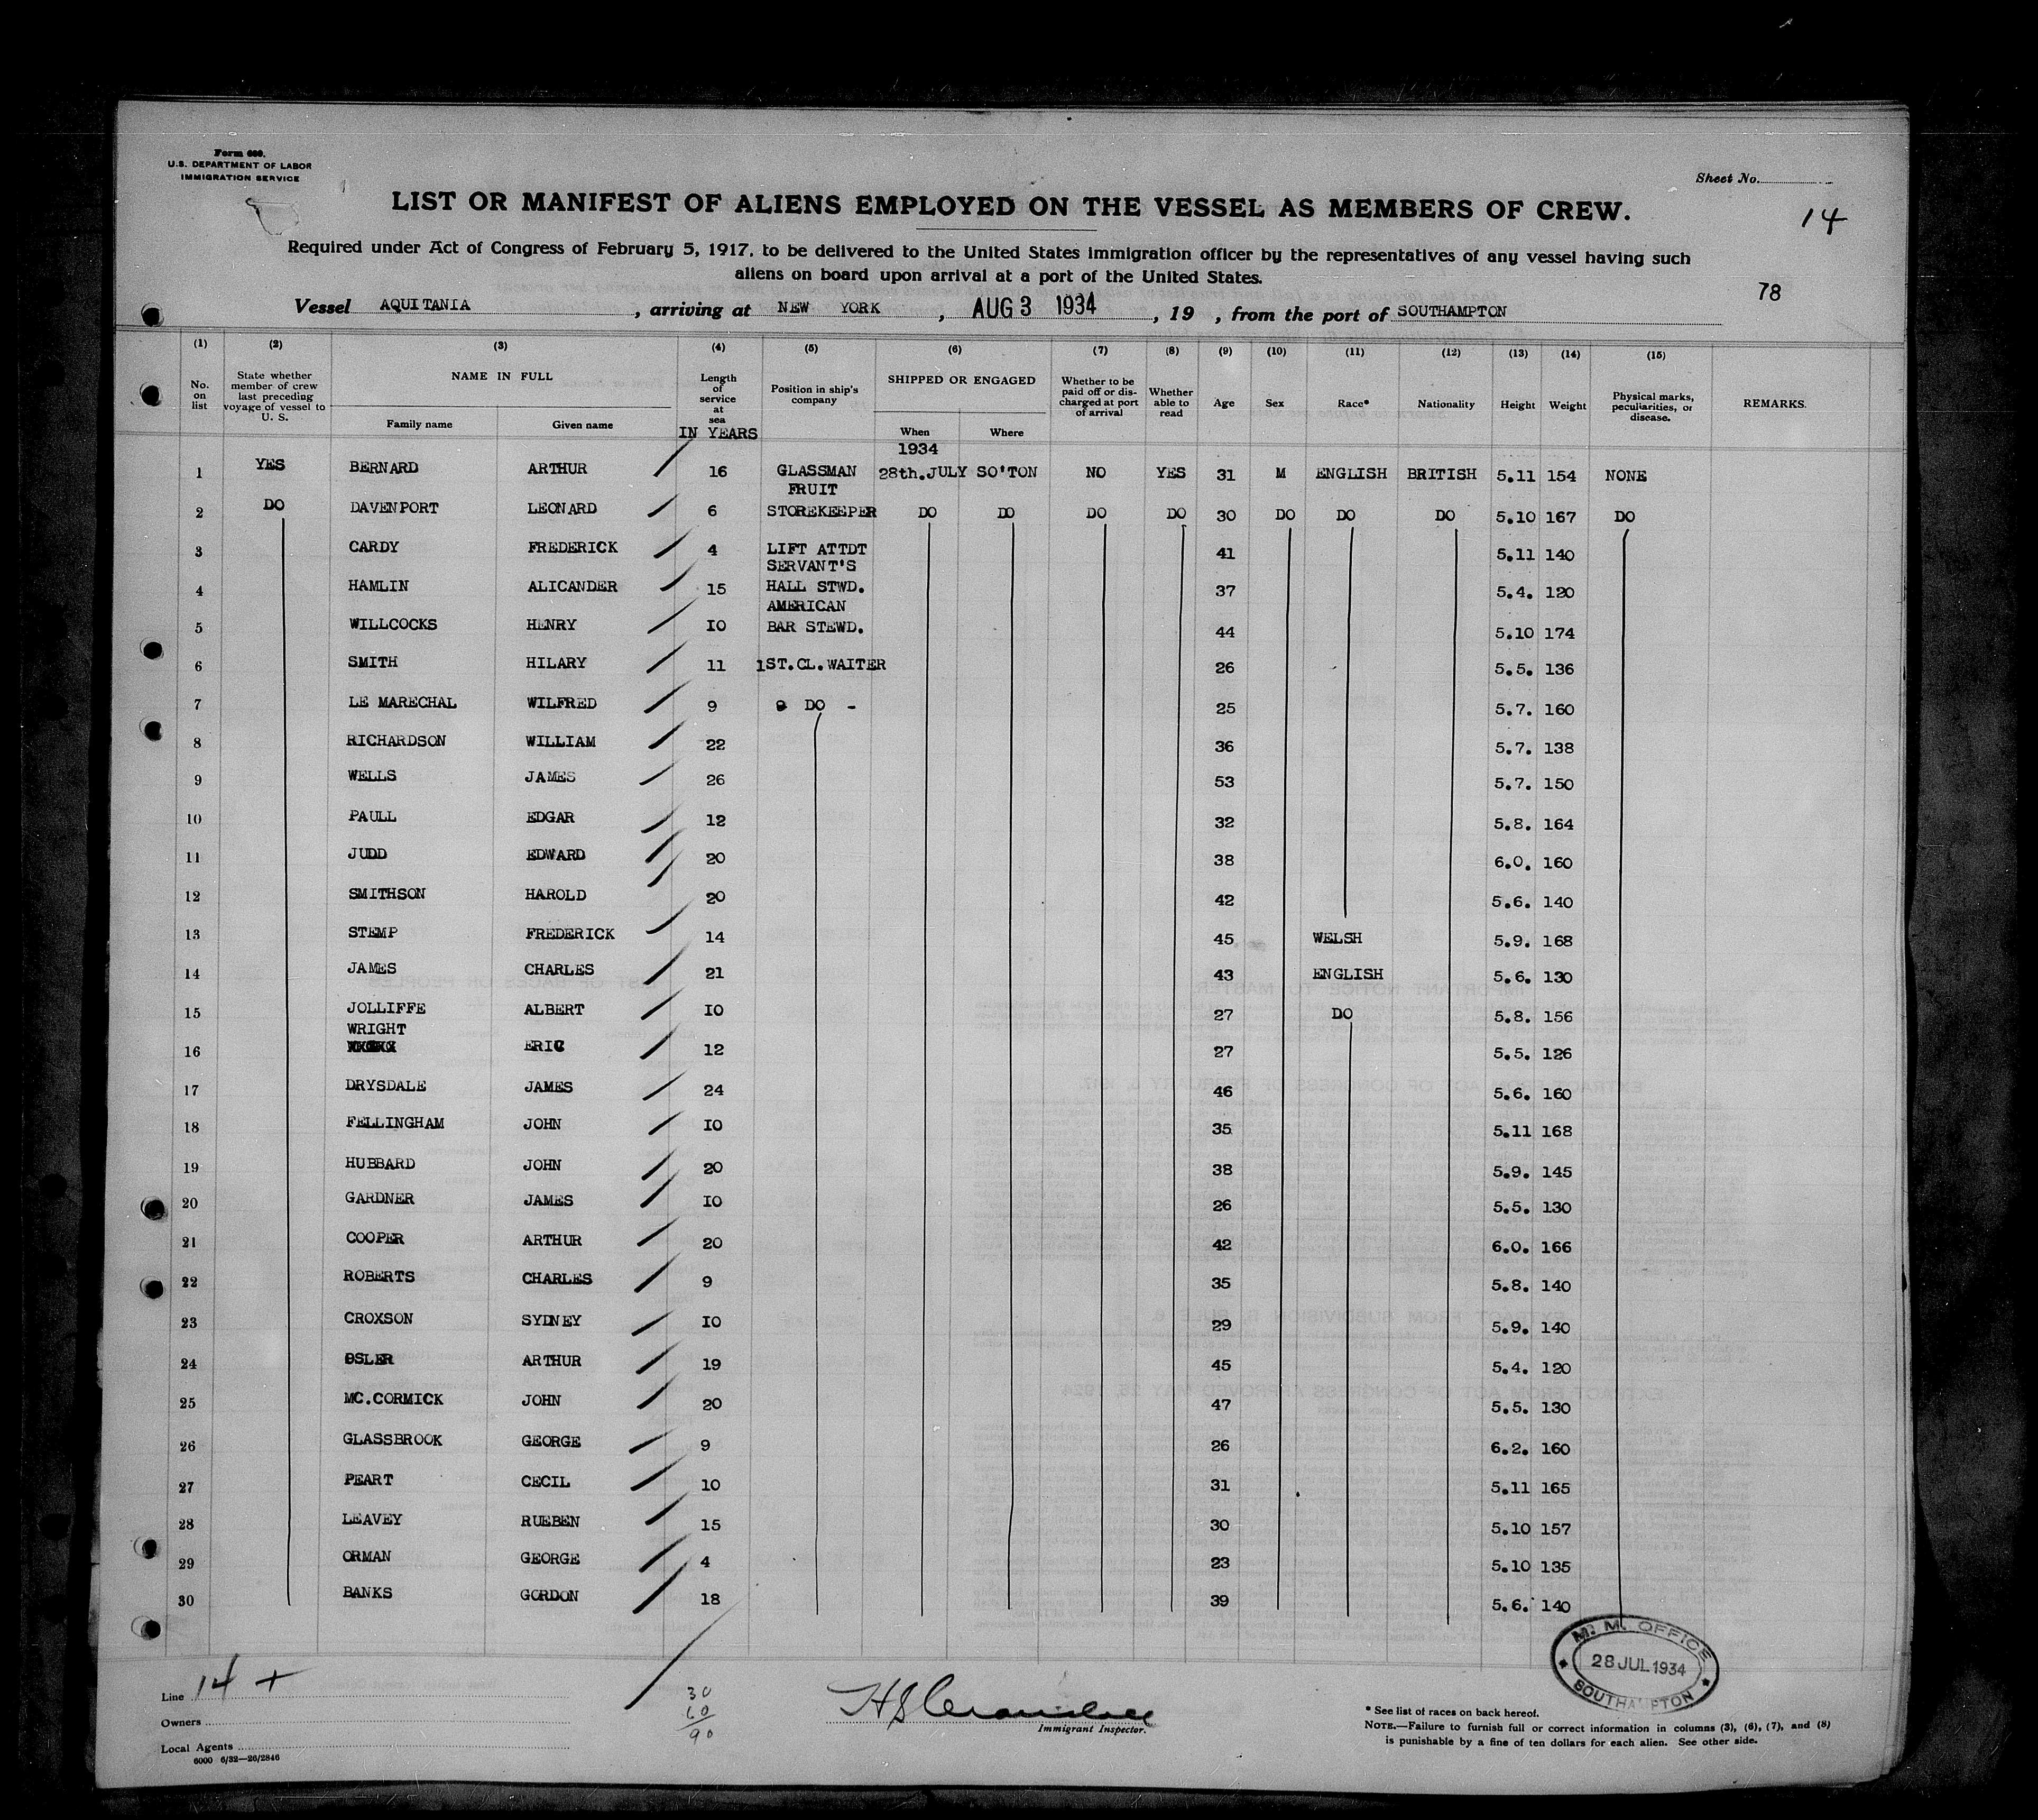 Form 689.
U.S. DEPARTMENT OF LABOR
IMMIGRATION SERVICE
Sheet No.
14
LIST OR MANIFEST OF ALIENS EMPLOYED ON THE VESSEL AS MEMBERS OF CREW.
Required under Act of Congress of February 5, 1917, to be delivered to the United States immigration officer by the representatives of any vessel having such
aliens on board upon arrival at a port of the United States.
78
Vessel AQUITANIA, arriving at NEW YORK, AUG 3 1934, 19 , from the port of SOUTHAMPTON
(1) (2) (3) (4) (5) (6) (7) (8) (9) (10) (11) (12) (13) (14) (15)
No. on list State whether member of crew last preceding voyage of vessel to U. S. NAME IN FULL Family name Given name Length of service at sea IN YEARS Position in ship's company SHIPPED OR ENGAGED When Where Whether to be paid off or discharged at port of arrival Whether able to read Age Sex Race* Nationality Height Weight Physical marks, peculiarities, or disease. REMARKS.
1934
1 YES BERNARD ARTHUR 16 GLASSMAN 28th.JULY SO'TON NO YES 31 M ENGLISH BRITISH 5.11 154 NONE
FRUIT
2 DO DAVENPORT LEONARD 6 STOREKEEPER DO DO DO DO 30 DO DO DO 5.10 167 DO
3 CARDY FREDERICK 4 LIFT ATTDT 41 5.11 140
SERVANT'S
4 HAMLIN ALICANDER 15 HALL STWD. 37 5.4. 120
AMERICAN
5 WILLCOCKS HENRY IO BAR STEWD. 44 5.10 174
6 SMITH HILARY 11 1ST.CL.WAITER 26 5.5. 136
7 LE MARECHAL WILFRED 9 DO - 25 5.7. 160
8 RICHARDSON WILLIAM 22 36 5.7. 138
9 WELLS JAMES 26 53 5.7. 150
10 PAULL EDGAR 12 32 5.8. 164
11 JUDD EDWARD 20 38 6.0. 160
12 SMITHSON HAROLD 20 42 5.6. 140
13 STEMP FREDERICK 14 45 WELSH 5.9. 168
14 JAMES CHARLES 21 43 ENGLISH 5.6. 130
15 JOLLIFFE ALBERT IO 27 DO 5.8. 156
WRIGHT
16 ERIC 12 27 5.5. 126
17 DRYSDALE JAMES 24 46 5.6. 160
18 FELLINGHAM JOHN IO 35 5.11 168
19 HUBBARD JOHN 20 38 5.9. 145
20 GARDNER JAMES IO 26 5.5. 130
21 COOPER ARTHUR 20 42 6.0. 166
22 ROBERTS CHARLES 9 35 5.8. 140
23 CROXSON SYDNEY IO 29 5.9. 140
24 OSLER ARTHUR 19 45 5.4. 120
25 MC.CORMICK JOHN 20 47 5.5. 130
26 GLASSBROOK GEORGE 9 26 6.2. 160
27 PEART CECIL 10 31 5.11 165
28 LEAVEY RUEBEN 15 30 5.10 157
29 ORMAN GEORGE 4 23 5.10 135
30 BANKS GORDON 18 39 5.6. 140
M. M. OFFICE
28 JUL 1934
SOUTHAMPTON
Line 14 +
Owners
Local Agents
6000 6/32—26/2846
30
60
90
Immigrant Inspector.
* See list of races on back hereof.
NOTE.—Failure to furnish full or correct information in columns (3), (6), (7), and (8)
is punishable by a fine of ten dollars for each alien. See other side.